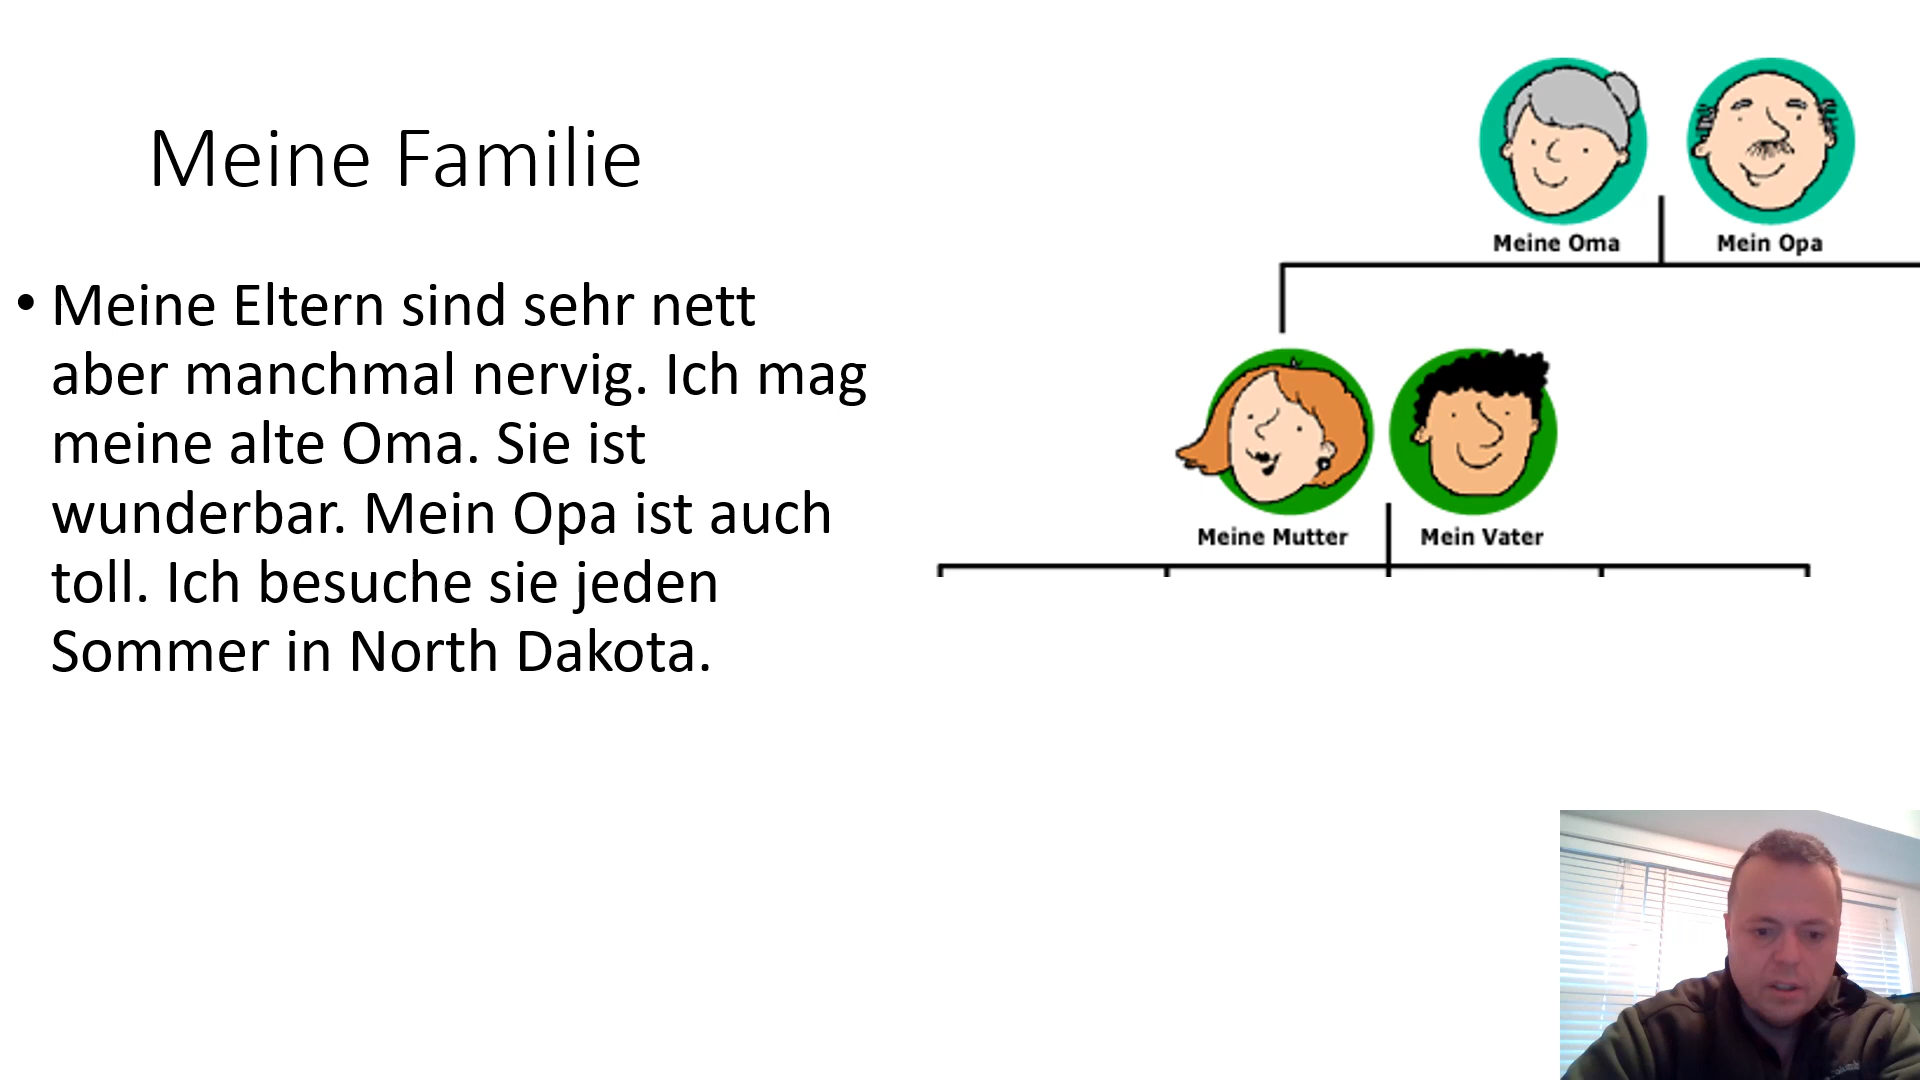 Meine Familie
• Meine Eltern sind sehr nett
aber manchmal nervig. Ich mag
meine alte Oma. Sie ist
wunderbar. Mein Opa ist auch
toll. Ich besuche sie jeden
Sommer in North Dakota.
Meine Oma
Mein Opa
Meine Mutter
Mein Vater